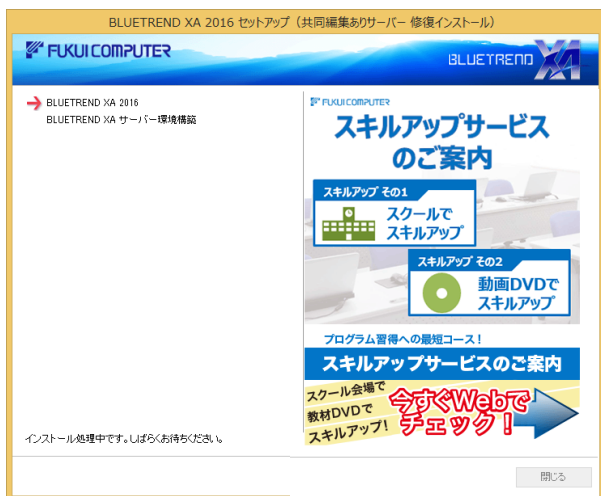 BLUETREND XA 2016 セットアップ（共同編集ありサーバー 修復インストール）
FUKUI COMPUTER
BLUETREND XA
BLUETREND XA 2016
BLUETREND XA サーバー環境構築
FUKUI COMPUTER
スキルアップサービス
のご案内
スキルアップ その1
スクールで
スキルアップ
スキルアップ その2
動画DVDで
スキルアップ
プログラム習得への最短コース！
スキルアップサービスのご案内
スクール会場で
教材DVDで
スキルアップ!
今すぐWebで
チェック！
インストール処理中です。しばらくお待ちください。
閉じる